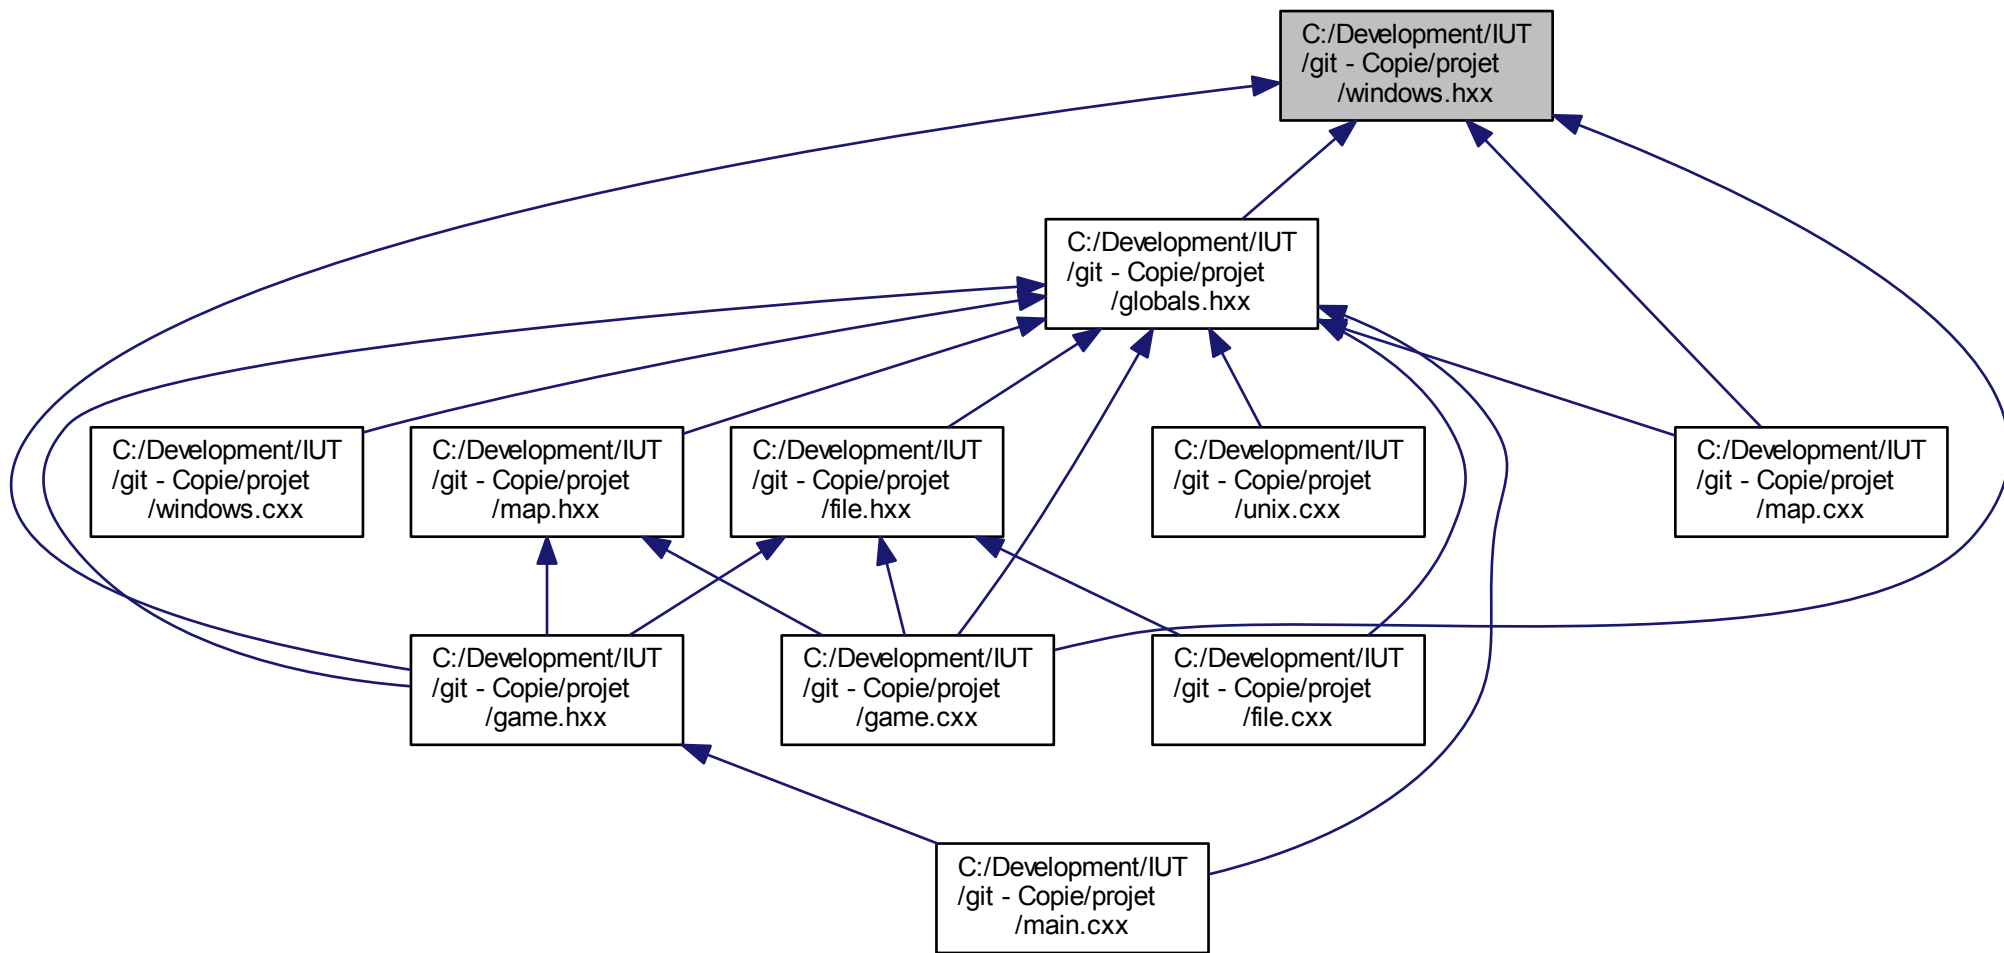 C:/Development/IUT
/git - Copie/projet
/windows.hxx
C:/Development/IUT
/git - Copie/projet
/globals.hxx
C:/Development/IUT
/git - Copie/projet
/windows.cxx
C:/Development/IUT
/git - Copie/projet
/map.hxx
C:/Development/IUT
/git - Copie/projet
/file.hxx
C:/Development/IUT
/git - Copie/projet
/unix.cxx
C:/Development/IUT
/git - Copie/projet
/map.cxx
C:/Development/IUT
/git - Copie/projet
/game.hxx
C:/Development/IUT
/git - Copie/projet
/game.cxx
C:/Development/IUT
/git - Copie/projet
/file.cxx
C:/Development/IUT
/git - Copie/projet
/main.cxx